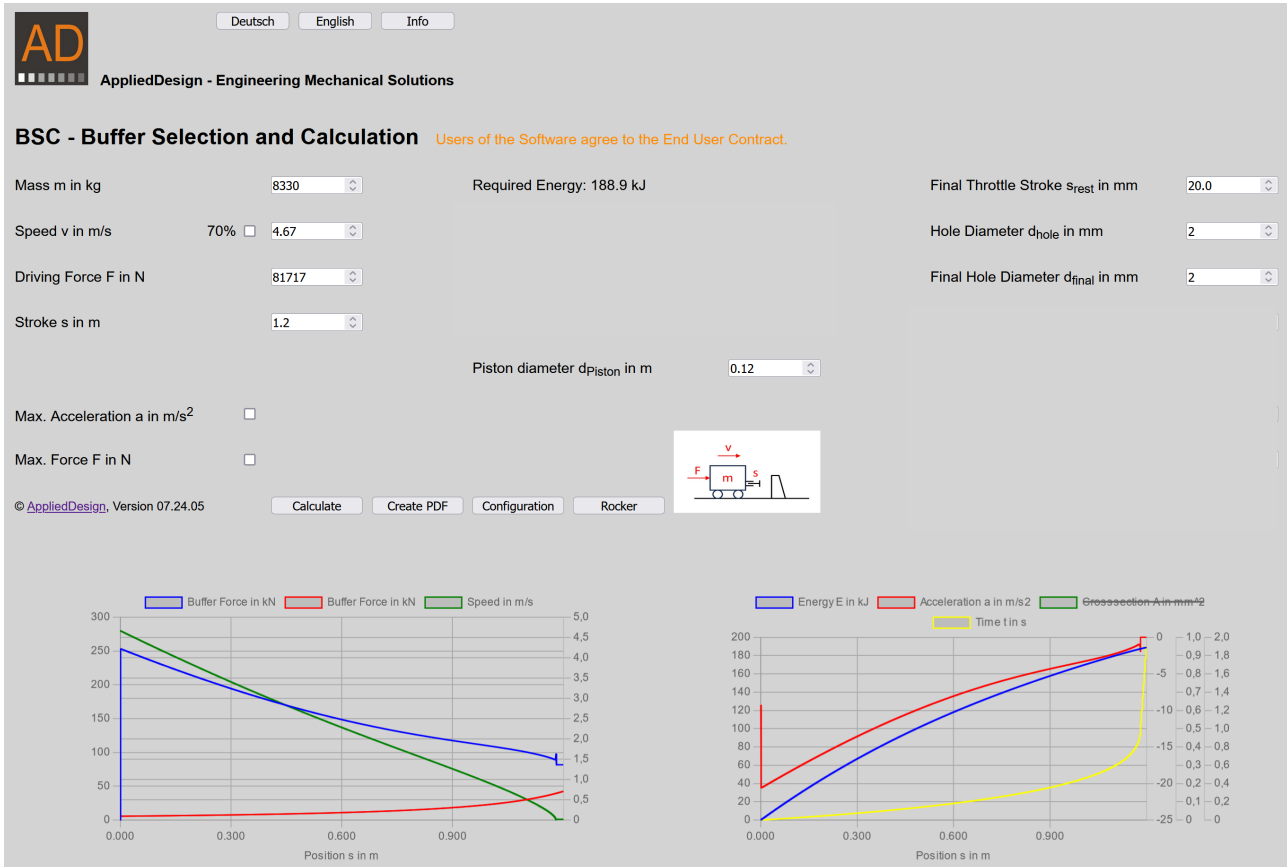 Deutsch English Info
AD
AppliedDesign - Engineering Mechanical Solutions
BSC - Buffer Selection and Calculation Users of the Software agree to the End User Contract.
Mass m in kg 8330 Required Energy: 188.9 kJ Final Throttle Stroke srest in mm 20.0
Speed v in m/s 70% 4.67 Hole Diameter dhole in mm 2
Driving Force F in N 81717 Final Hole Diameter dfinal in mm 2
Stroke s in m 1.2
Piston diameter dPiston in m 0.12
Max. Acceleration a in m/s2
Max. Force F in N
v
F m s
© AppliedDesign, Version 07.24.05 Calculate Create PDF Configuration Rocker
Buffer Force in kN Buffer Force in kN Speed in m/s
300 5,0
4,5
250 4,0
200 3,5
3,0
150 2,5
2,0
100 1,5
50 1,0
0,5
0 0
0.000 0.300 0.600 0.900
Position s in m
Energy E in kJ Acceleration a in m/s2 Grosssection A in mm^2
Time t in s
200 0 1,0 2,0
180 0,9 1,8
160 -5 0,8 1,6
140 0,7 1,4
120 -10 0,6 1,2
100 0,5 1,0
80 -15 0,4 0,8
60 0,3 0,6
40 -20 0,2 0,4
20 0,1 0,2
0 -25 0 0
0.000 0.300 0.600 0.900
Position s in m